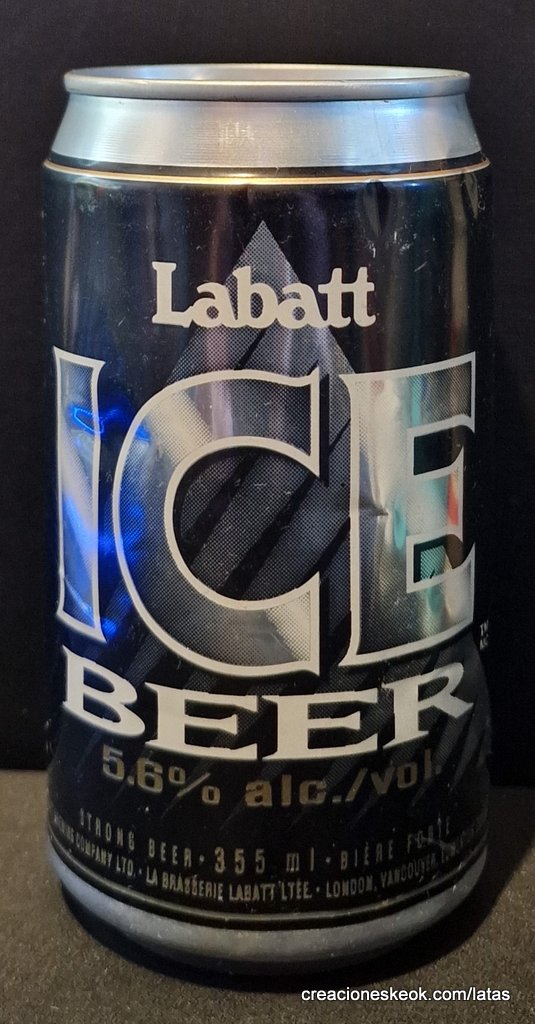 Labatt
ICE
BEER
TM
5.6% alc./vol.
STRONG BEER • 355 ml • BIÈRE FORTE
COMPANY LTD. • LA BRASSERIE LABATT LTÉE. • LONDON, VANCOUVER,
creacioneskeok.com/latas